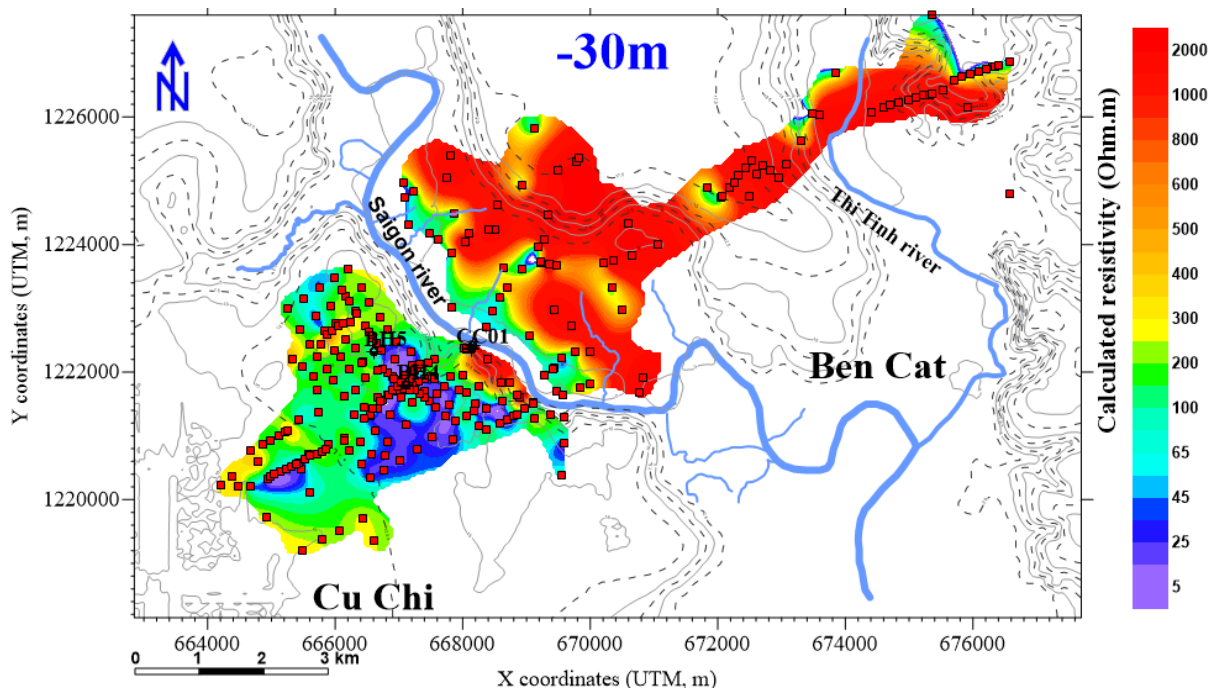 -30m
N
1226000
1224000
1222000
1220000
Y coordinates (UTM, m)
Saigon river
Thi Tinh river
CC01
BH5
Ben Cat
Cu Chi
664000
666000
668000
670000
672000
674000
676000
0 1 2 3 km
X coordinates (UTM, m)
Calculated resistivity (Ohm.m)
2000
1000
800
600
500
400
300
200
100
65
45
25
5